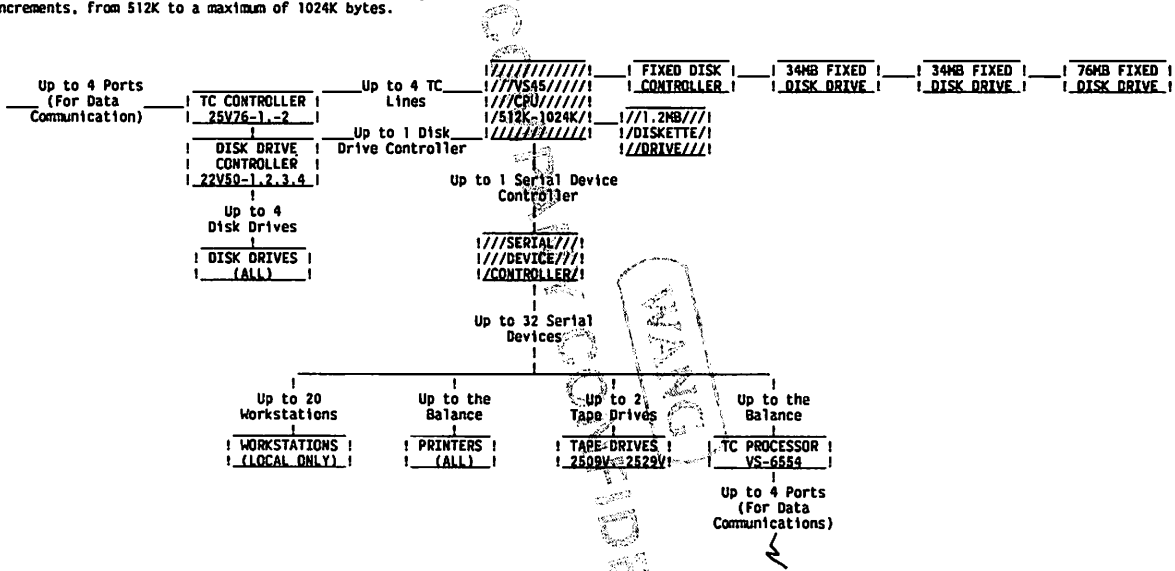 increments, from 512K to a maximum of 1024K bytes.
Up to 4 Ports
(For Data
Communication)
TC CONTROLLER
25V76-1,-2
Up to 4 TC
Lines
VS45
CPU
512K-1024K
FIXED DISK
CONTROLLER
34MB FIXED
DISK DRIVE
34MB FIXED
DISK DRIVE
76MB FIXED
DISK DRIVE
1.2MB
DISKETTE
DRIVE
DISK DRIVE
CONTROLLER
22V50-1,2,3,4
Up to 1 Disk
Drive Controller
Up to 4
Disk Drives
DISK DRIVES
(ALL)
Up to 1 Serial Device
Controller
SERIAL
DEVICE
CONTROLLER
Up to 32 Serial
Devices
Up to 20
Workstations
WORKSTATIONS
(LOCAL ONLY)
Up to the
Balance
PRINTERS
(ALL)
Up to 2
Tape Drives
TAPE DRIVES
2509V, 2529V
Up to the
Balance
TC PROCESSOR
VS-6554
Up to 4 Ports
(For Data
Communications)
WANG